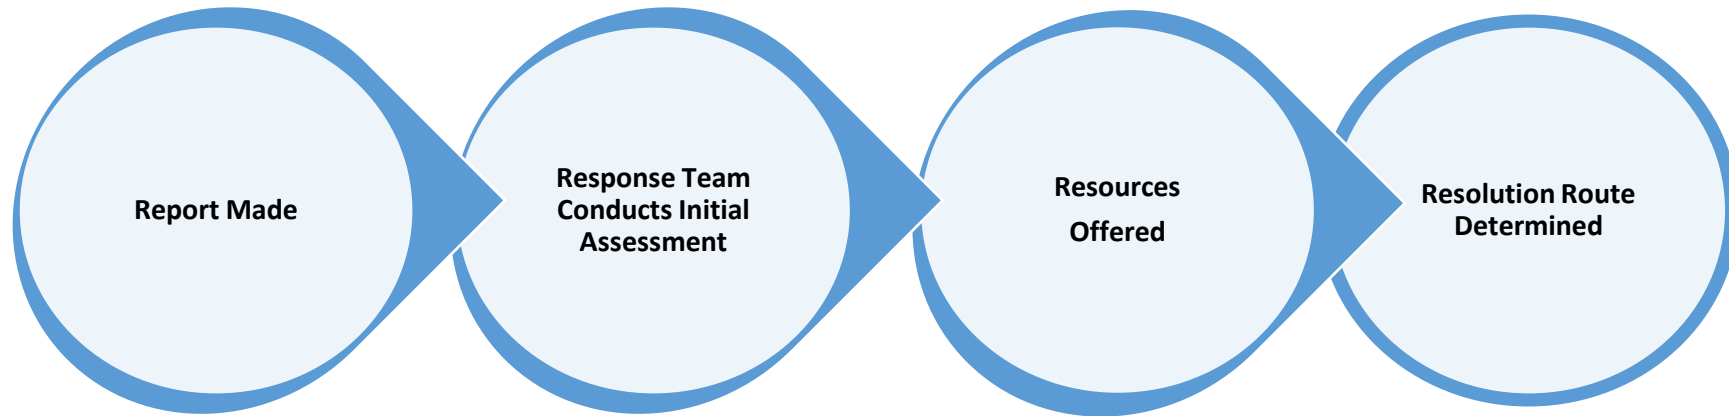 Report Made
Response Team
Conducts Initial
Assessment
Resources
Offered
Resolution Route
Determined